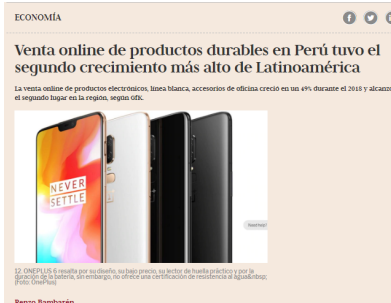 ECONOMÍA
Venta online de productos durables en Perú tuvo el
segundo crecimiento más alto de Latinoamérica
La venta online de productos electrónicos, línea blanca, accesorios de oficina creció en un 49% durante el 2018 y alcanzó
el segundo lugar en la región, según GfK.
NEVER
SETTLE
12. ONEPLUS 6 resalta por su diseño, su bajo precio, su lector de huella práctico y por la
duración de la batería, sin embargo, no ofrece una certificación de resistencia al agua&nbsp;
(Foto: OnePlus)
Renzo Bambarén